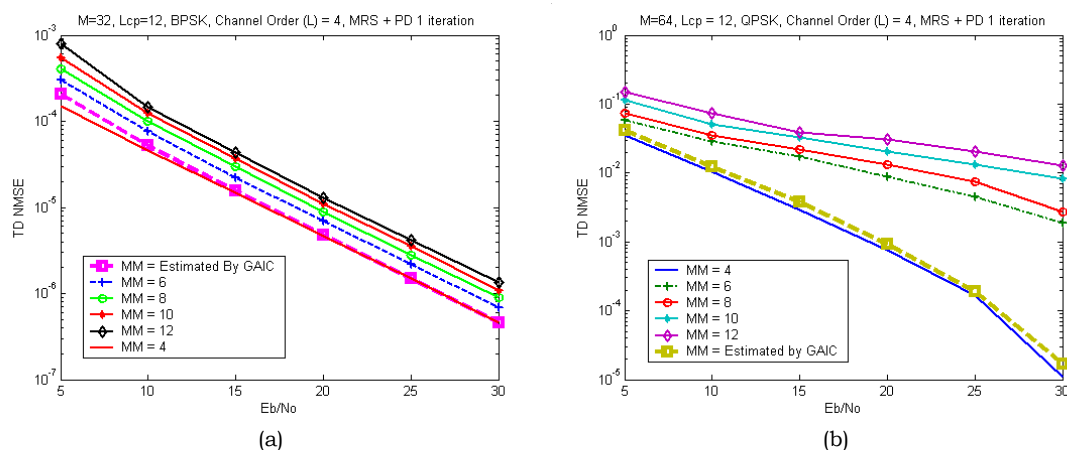 M=32, Lcp=12, BPSK, Channel Order (L) = 4, MRS + PD 1 iteration
10^-3
10^-4
10^-5
10^-6
10^-7
TD NMSE
MM = Estimated By GAIC
MM = 6
MM = 8
MM = 10
MM = 12
MM = 4
5 10 15 20 25 30
Eb/No
(a)
M=64, Lcp = 12, QPSK, Channel Order (L) = 4, MRS + PD 1 iteration
10^0
10^-1
10^-2
10^-3
10^-4
10^-5
TD NMSE
MM = 4
MM = 6
MM = 8
MM = 10
MM = 12
MM = Estimated by GAIC
5 10 15 20 25 30
Eb/No
(b)